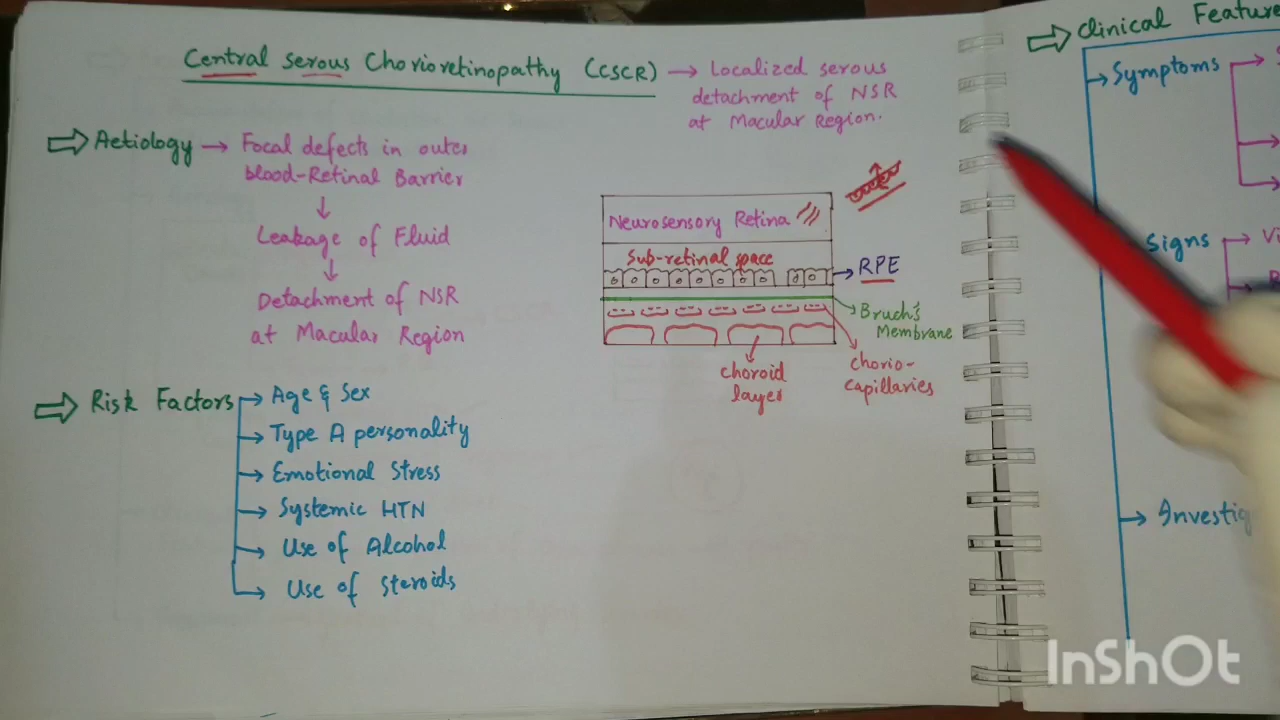 Central serous Chorioretinopathy (CSCR) → Localized serous
detachment of NSR
at Macular Region.
Aetiology → Focal defects in outer
blood-Retinal Barrier
↓
Leakage of Fluid
↓
Detachment of NSR
at Macular Region
Neurosensory Retina
Sub-retinal space
RPE
Bruch's
Membrane
Chorio-
Capillaries
choroid
layer
Risk Factors → Age & Sex
→ Type A personality
→ Emotional Stress
→ Systemic HTN
→ Use of Alcohol
→ Use of Steroids
Clinical Feature
→ Symptoms
Signs → Vi
→ Investig
InShOt